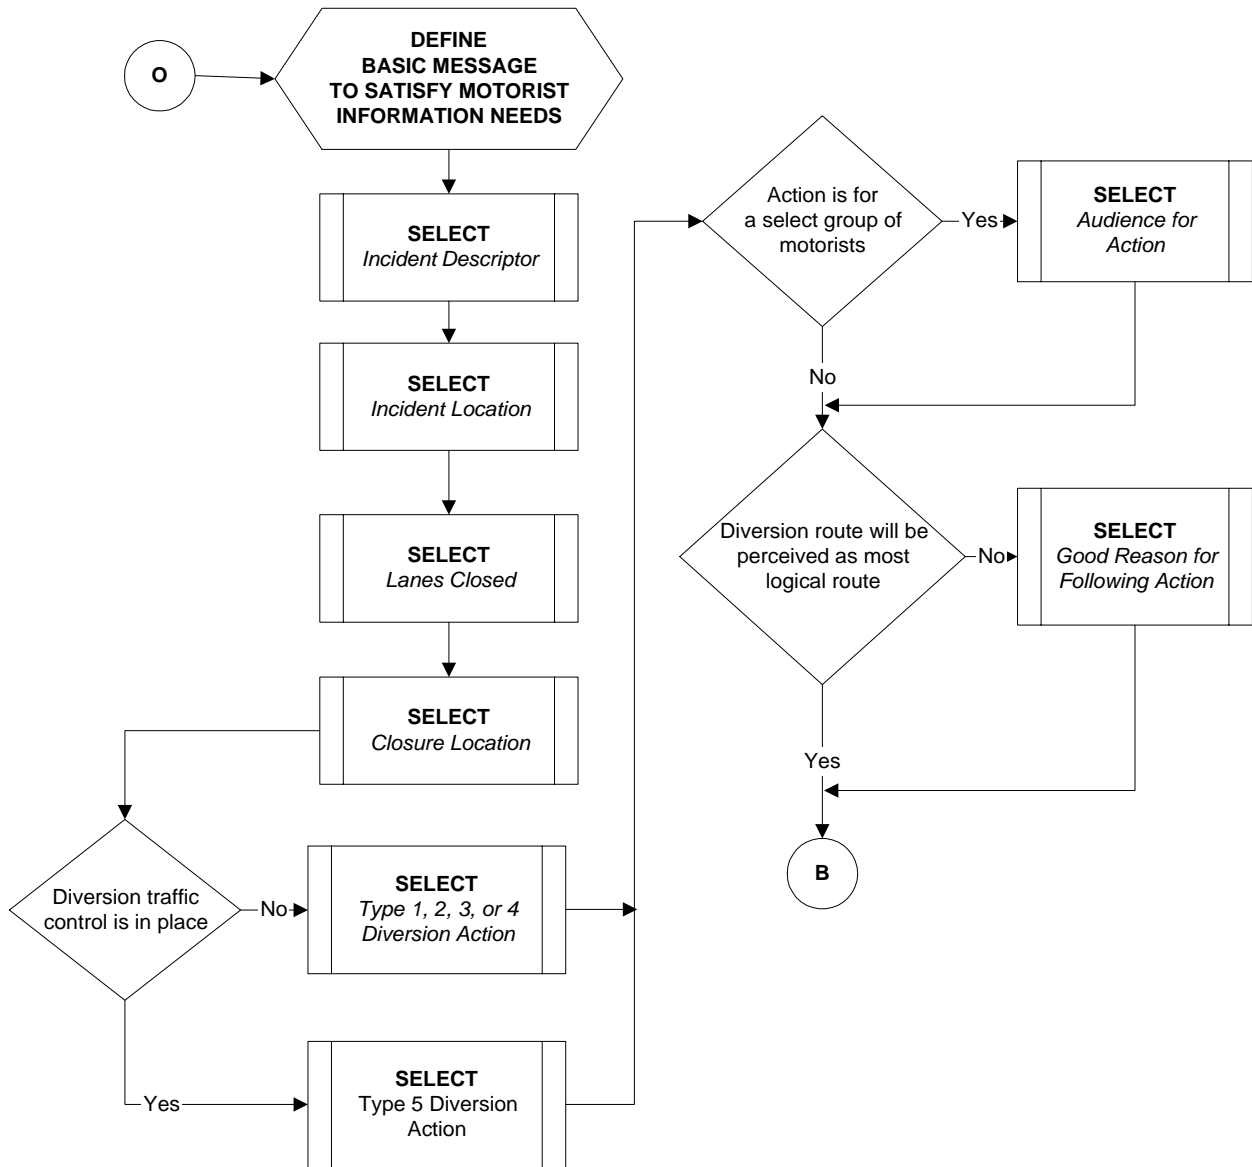 O
DEFINE
BASIC MESSAGE
TO SATISFY MOTORIST
INFORMATION NEEDS
SELECT
Incident Descriptor
SELECT
Incident Location
SELECT
Lanes Closed
SELECT
Closure Location
Diversion traffic
control is in place
No
SELECT
Type 1, 2, 3, or 4
Diversion Action
Yes
SELECT
Type 5 Diversion
Action
Action is for
a select group of
motorists
Yes
SELECT
Audience for
Action
No
Diversion route will be
perceived as most
logical route
No
SELECT
Good Reason for
Following Action
Yes
B